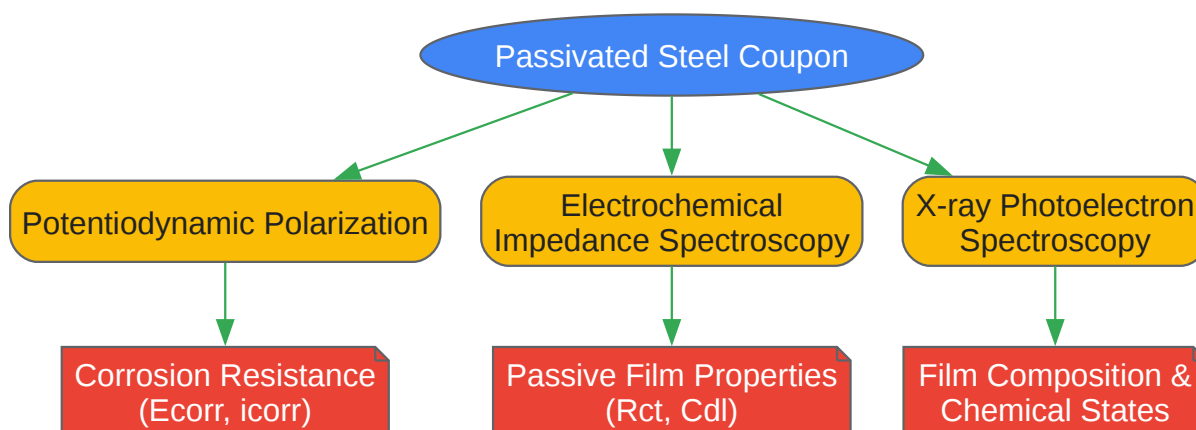 Passivated Steel Coupon
Potentiodynamic Polarization
Electrochemical
Impedance Spectroscopy
X-ray Photoelectron
Spectroscopy
Corrosion Resistance
(Ecorr, icorr)
Passive Film Properties
(Rct, Cdl)
Film Composition &
Chemical States